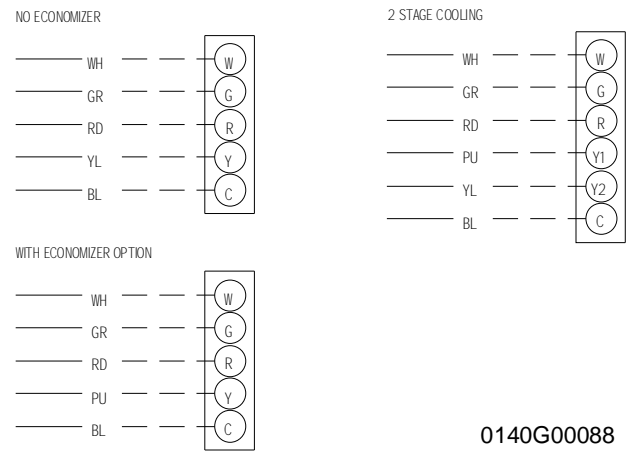 NO ECONOMIZER
WH W
GR G
RD R
YL Y
BL C
WITH ECONOMIZER OPTION
WH W
GR G
RD R
PU Y
BL C
2 STAGE COOLING
WH W
GR G
RD R
PU Y1
YL Y2
BL C
0140G00088